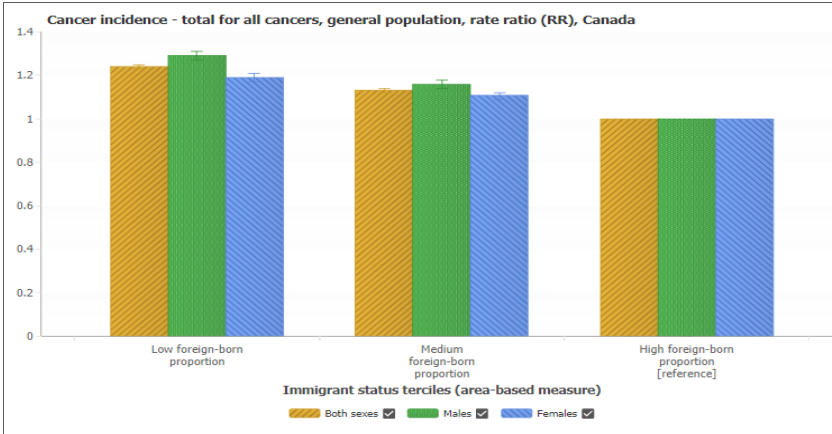 Cancer incidence - total for all cancers, general population, rate ratio (RR), Canada
1.4
1.2
1
0.8
0.6
0.4
0.2
0
Low foreign-born
proportion
Medium
foreign-born
proportion
High foreign-born
proportion
[reference]
Immigrant status terciles (area-based measure)
Both sexes Males Females